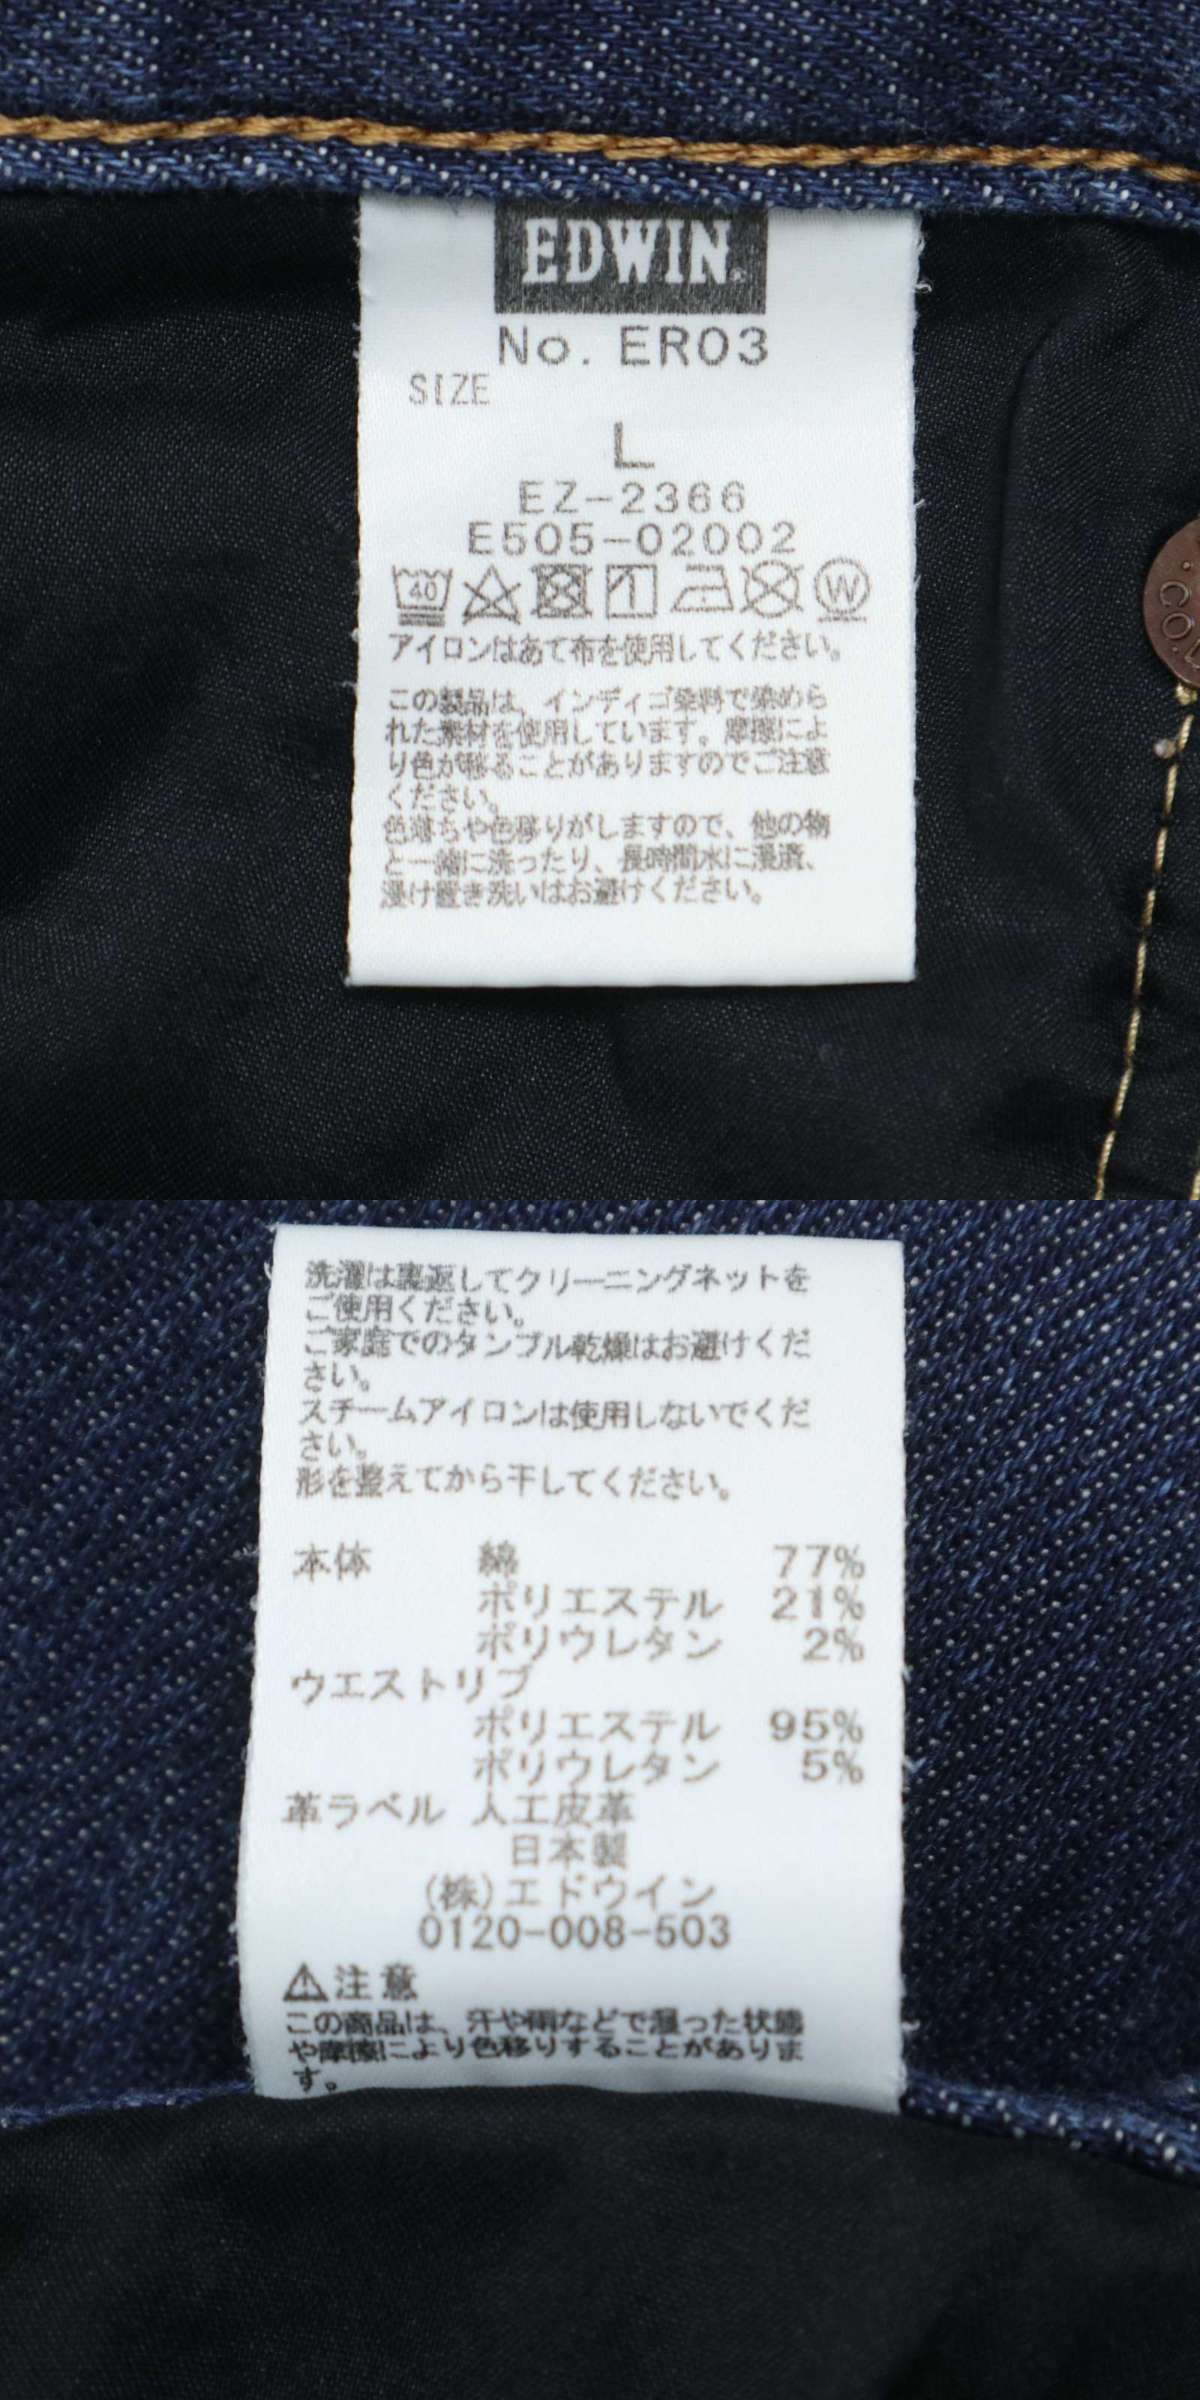 EDWIN
No. ER03
SIZE
L
EZ-2366
E505-02002
40 W
アイロンはあて布を使用してください。
この製品は、インディゴ染料で染めら
れた素材を使用しています。摩擦によ
り色が移ることがありますのでご注意
ください。
色落ちや色移りがしますので、他の物
と一緒に洗ったり、長時間水に浸漬、
浸け置き洗いはお避けください。
洗濯は裏返してクリーニングネットを
ご使用ください。
ご家庭でのタンブル乾燥はお避けくだ
さい。
スチームアイロンは使用しないでくだ
さい。
形を整えてから干してください。
本体 綿 77%
ポリエステル 21%
ポリウレタン 2%
ウエストリブ
ポリエステル 95%
ポリウレタン 5%
革ラベル 人工皮革
日本製
(株)エドウイン
0120-008-503
注意
この商品は、汗や雨などで湿った状態
や摩擦により色移りすることがありま
す。